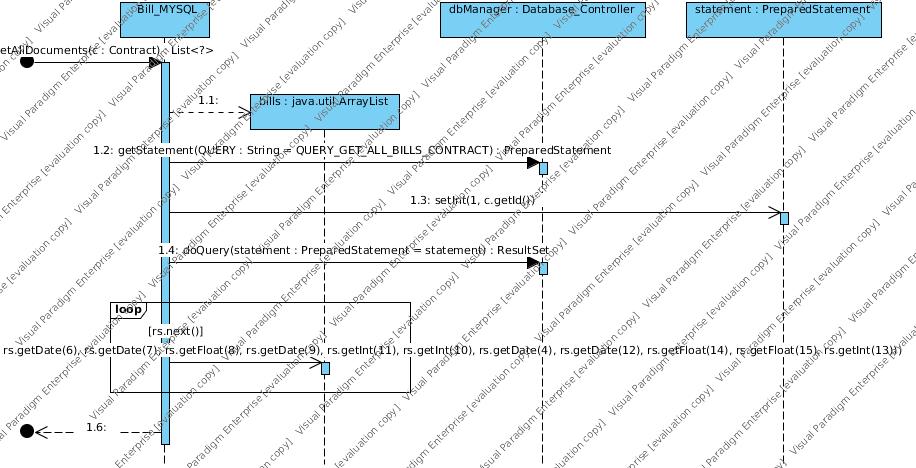 Bill_MYSQL
dbManager : Database_Controller
statement : PreparedStatement
etAllDocuments(c : Contract) : List<?>
1.1:
bills : java.util.ArrayList
1.2: getStatement(QUERY : String = QUERY_GET_ALL_BILLS_CONTRACT) : PreparedStatement
1.3: setInt(1, c.getId())
1.4: doQuery(statement : PreparedStatement = statement) : ResultSet
loop
[rs.next()]
rs.getDate(6), rs.getDate(7), rs.getFloat(8), rs.getDate(9), rs.getInt(11), rs.getInt(10), rs.getDate(4), rs.getDate(12), rs.getFloat(14), rs.getFloat(15), rs.getInt(13)))
1.6:
Visual Paradigm Enterprise [evaluation copy]